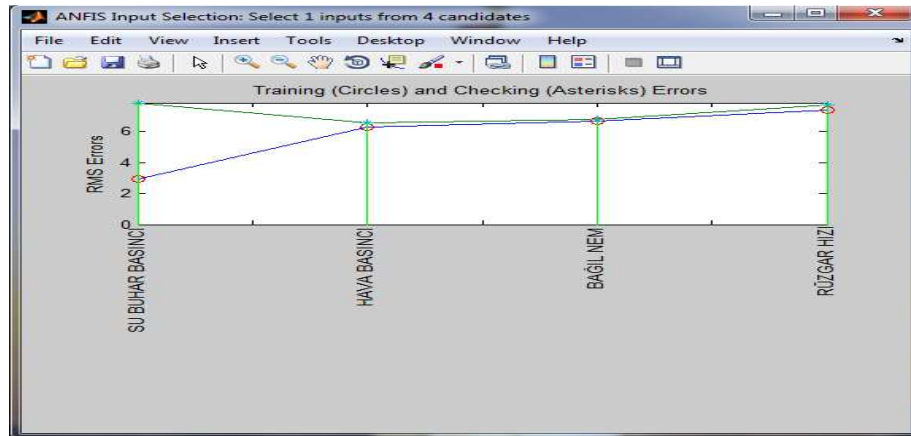 ANFIS Input Selection: Select 1 inputs from 4 candidates
File Edit View Insert Tools Desktop Window Help
Training (Circles) and Checking (Asterisks) Errors
RMS Errors
6
4
2
0
SU BUHAR BASINCI
HAVA BASINCI
BAĞIL NEM
RÜZGAR HIZI